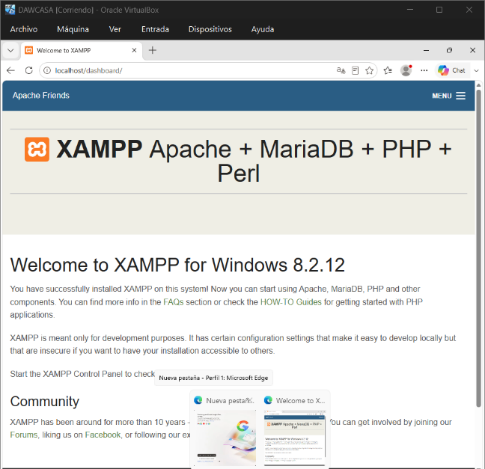 DAWCASA [Corriendo] - Oracle VirtualBox
Archivo Máquina Ver Entrada Dispositivos Ayuda
Welcome to XAMPP
localhost/dashboard/
Chat
Apache Friends
MENU
XAMPP Apache + MariaDB + PHP +
Perl
Welcome to XAMPP for Windows 8.2.12
You have successfully installed XAMPP on this system! Now you can start using Apache, MariaDB, PHP and other
components. You can find more info in the FAQs section or check the HOW-TO Guides for getting started with PHP
applications.
XAMPP is meant only for development purposes. It has certain configuration settings that make it easy to develop locally but
that are insecure if you want to have your installation accessible to others.
Start the XAMPP Control Panel to check
Nueva pestaña - Perfil 1: Microsoft Edge
Community
Nueva pestañ...
Welcome to X...
XAMPP has been around for more than 10 years
You can get involved by joining our
Forums, liking us on Facebook, or following our ex